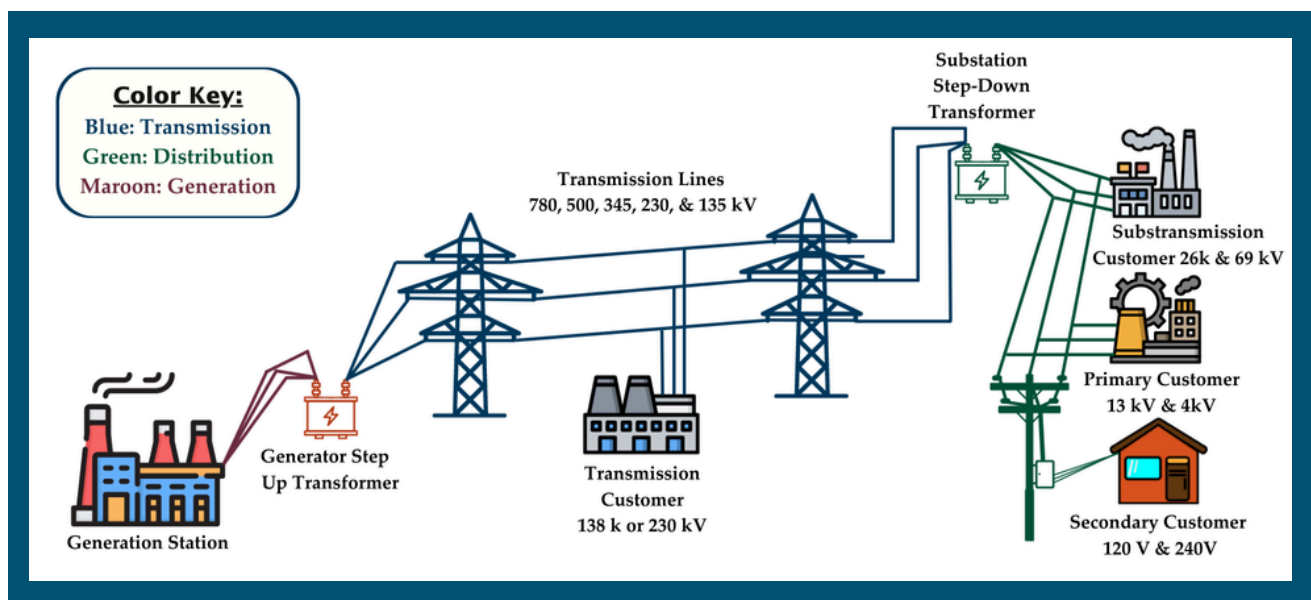 Color Key:
Blue: Transmission
Green: Distribution
Maroon: Generation
Substation
Step-Down
Transformer
Transmission Lines
780, 500, 345, 230, & 135 kV
Substransmission
Customer 26k & 69 kV
Primary Customer
13 kV & 4kV
Generator Step
Up Transformer
Transmission
Customer
138 k or 230 kV
Secondary Customer
120 V & 240V
Generation Station